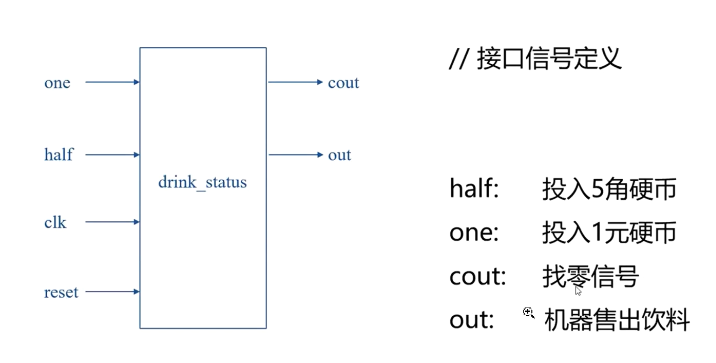 one
half
clk
reset
drink_status
cout
out
// 接口信号定义
half: 投入5角硬币
one: 投入1元硬币
cout: 找零信号
out: 机器售出饮料